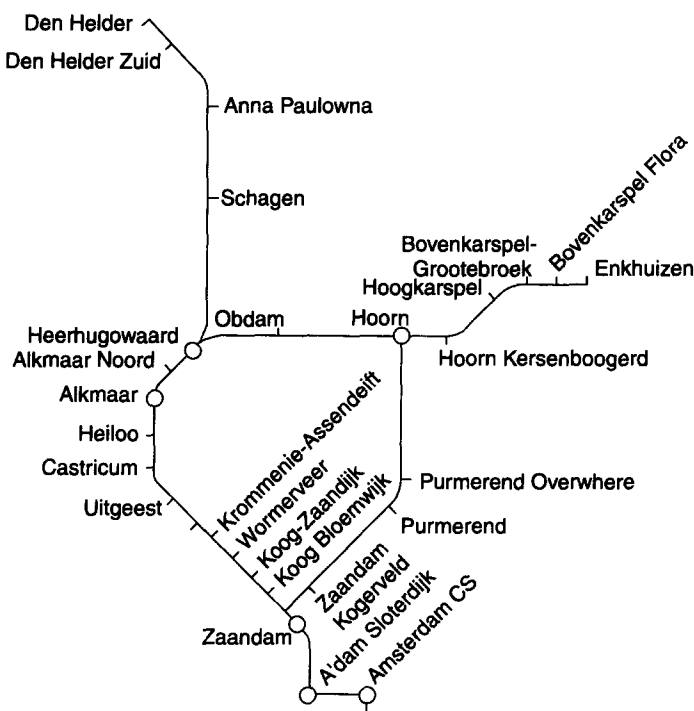 Den Helder
Den Helder Zuid
Anna Paulowna
Schagen
Bovenkarspel Flora
Bovenkarspel-
Grootebroek
Enkhuizen
Hoogkarspel
Obdam
Hoorn
Heerhugowaard
Alkmaar Noord
Hoorn Kersenboogerd
Alkmaar
Heiloo
Castricum
Uitgeest
Krommenie-Assendeift
Wormerveer
Koog-Zaandijk
Koog Bloemwijk
Purmerend Overwhere
Purmerend
Zaandam
Kogerveld
Zaandam
A'dam Sloterdijk
Amsterdam CS